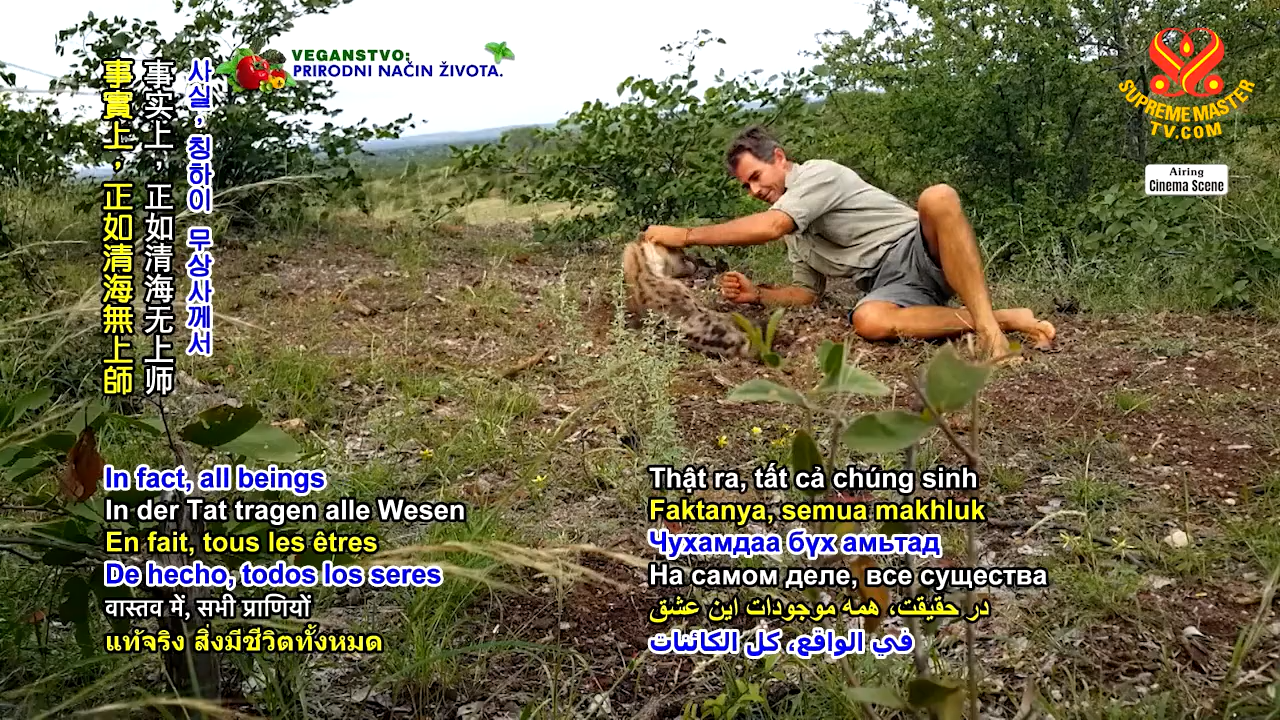 VEGANSTVO:
PRIRODNI NAČIN ŽIVOTA.
SUPREME MASTER
TV.COM
Airing
Cinema Scene
사실, 칭하이 무상사께서
事实上，正如清海无上师
事實上，正如清海無上師
In fact, all beings
In der Tat tragen alle Wesen
En fait, tous les êtres
De hecho, todos los seres
वास्तव में, सभी प्राणियों
แท้จริง สิ่งมีชีวิตทั้งหมด
Thật ra, tất cả chúng sinh
Faktanya, semua makhluk
Чухамдаа бүх амьтад
На самом деле, все существа
در حقیقت، همه موجودات این عشق
في الواقع، كل الكائنات